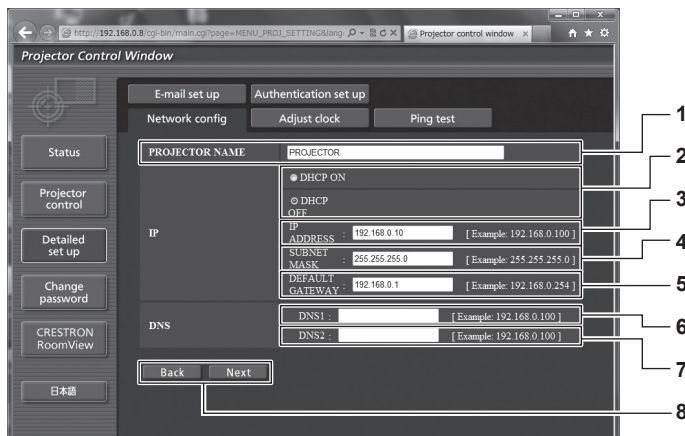 http://192.168.0.8/cgi-bin/main.cgi?page=MENU_PROJ_SETTING&lang:
Projector control window
Projector Control Window
E-mail set up
Authentication set up
Network config
Adjust clock
Ping test
Status
Projector control
Detailed set up
Change password
CRESTRON RoomView
日本語
PROJECTOR NAME
PROJECTOR
IP
DHCP ON
DHCP
OFF
IP
ADDRESS : 192.168.0.10 [ Example: 192.168.0.100 ]
SUBNET
MASK : 255.255.255.0 [ Example: 255.255.255.0 ]
DEFAULT
GATEWAY : 192.168.0.1 [ Example: 192.168.0.254 ]
DNS
DNS1 : [ Example: 192.168.0.100 ]
DNS2 : [ Example: 192.168.0.100 ]
Back
Next
1
2
3
4
5
6
7
8